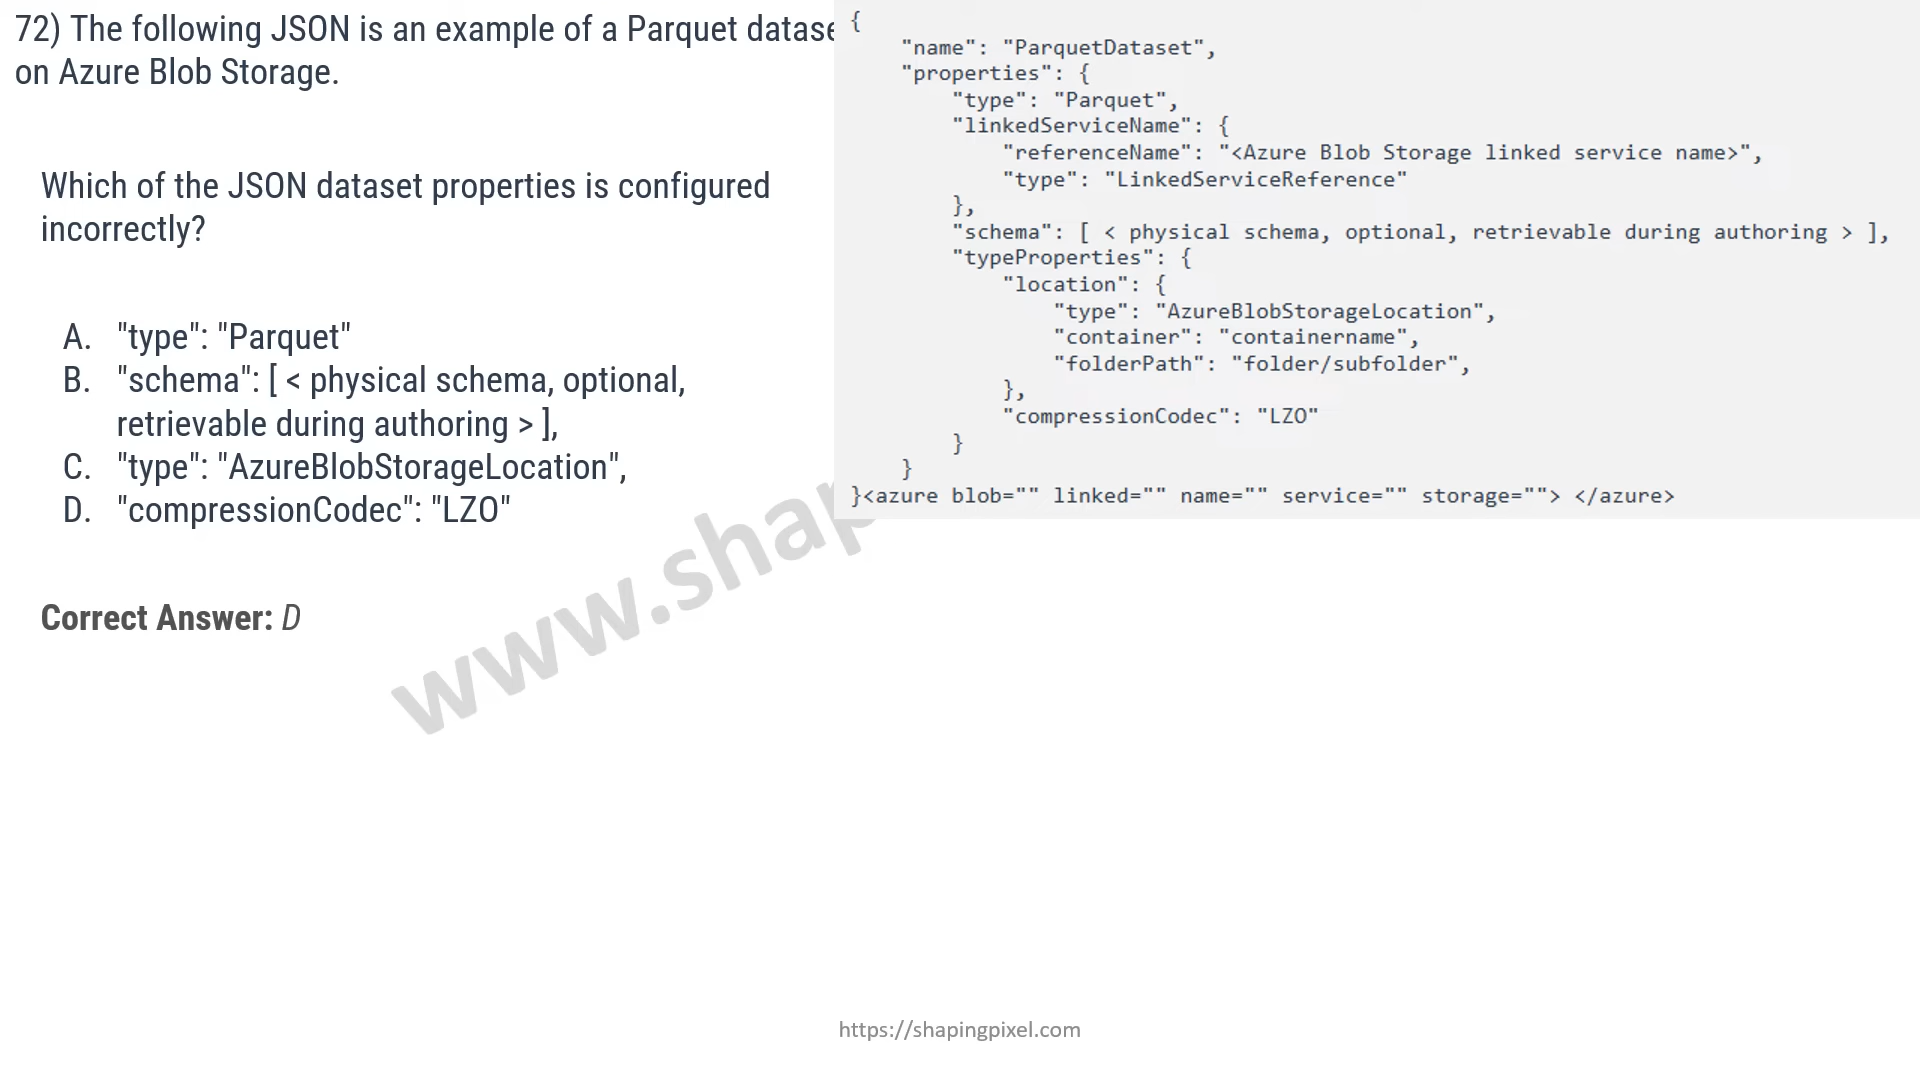 72) The following JSON is an example of a Parquet datase
on Azure Blob Storage.
Which of the JSON dataset properties is configured
incorrectly?
A. "type": "Parquet"
B. "schema": [ < physical schema, optional,
retrievable during authoring > ],
C. "type": "AzureBlobStorageLocation",
D. "compressionCodec": "LZO"
Correct Answer: D
{
"name": "ParquetDataset",
"properties": {
"type": "Parquet",
"linkedServiceName": {
"referenceName": "<Azure Blob Storage linked service name>",
"type": "LinkedServiceReference"
},
"schema": [ < physical schema, optional, retrievable during authoring > ],
"typeProperties": {
"location": {
"type": "AzureBlobStorageLocation",
"container": "containername",
"folderPath": "folder/subfolder",
},
"compressionCodec": "LZO"
}
}
}<azure blob="" linked="" name="" service="" storage=""> </azure>
www.shap
https://shapingpixel.com